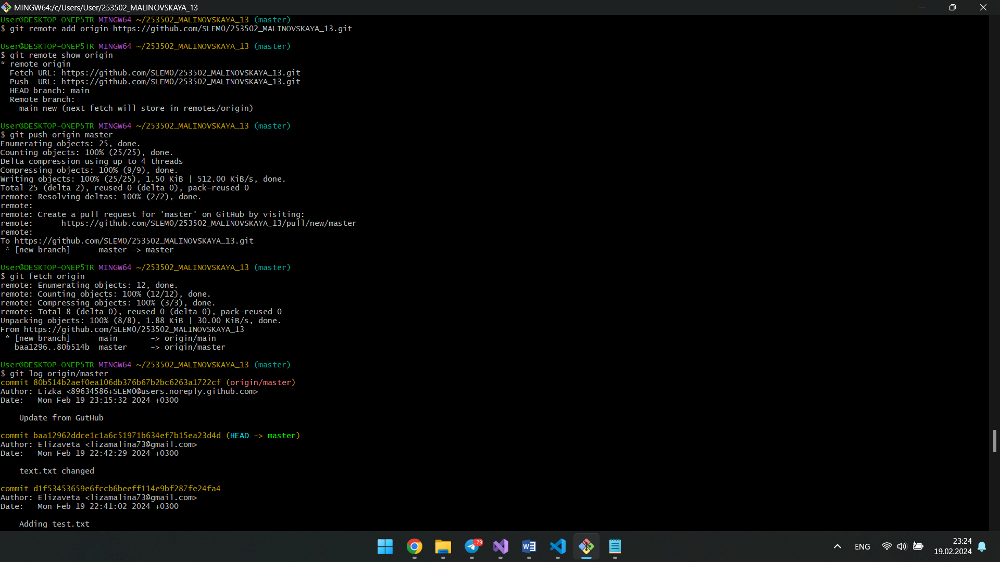 MINGW64:/c/Users/User/253502_MALINOVSKAYA_13
User@DESKTOP-ONEP5TR MINGW64 ~/253502_MALINOVSKAYA_13 (master)
$ git remote add origin https://github.com/SLEM0/253502_MALINOVSKAYA_13.git
User@DESKTOP-ONEP5TR MINGW64 ~/253502_MALINOVSKAYA_13 (master)
$ git remote show origin
* remote origin
  Fetch URL: https://github.com/SLEM0/253502_MALINOVSKAYA_13.git
  Push  URL: https://github.com/SLEM0/253502_MALINOVSKAYA_13.git
  HEAD branch: main
  Remote branch:
    main new (next fetch will store in remotes/origin)
User@DESKTOP-ONEP5TR MINGW64 ~/253502_MALINOVSKAYA_13 (master)
$ git push origin master
Enumerating objects: 25, done.
Counting objects: 100% (25/25), done.
Delta compression using up to 4 threads
Compressing objects: 100% (9/9), done.
Writing objects: 100% (25/25), 1.50 KiB | 512.00 KiB/s, done.
Total 25 (delta 2), reused 0 (delta 0), pack-reused 0
remote: Resolving deltas: 100% (2/2), done.
remote:
remote: Create a pull request for 'master' on GitHub by visiting:
remote:      https://github.com/SLEM0/253502_MALINOVSKAYA_13/pull/new/master
remote:
To https://github.com/SLEM0/253502_MALINOVSKAYA_13.git
 * [new branch]      master -> master
User@DESKTOP-ONEP5TR MINGW64 ~/253502_MALINOVSKAYA_13 (master)
$ git fetch origin
remote: Enumerating objects: 12, done.
remote: Counting objects: 100% (12/12), done.
remote: Compressing objects: 100% (3/3), done.
remote: Total 8 (delta 0), reused 0 (delta 0), pack-reused 0
Unpacking objects: 100% (8/8), 1.88 KiB | 30.00 KiB/s, done.
From https://github.com/SLEM0/253502_MALINOVSKAYA_13
 * [new branch]      main       -> origin/main
   baa1296..80b514b  master     -> origin/master
User@DESKTOP-ONEP5TR MINGW64 ~/253502_MALINOVSKAYA_13 (master)
$ git log origin/master
commit 80b514b2aef0ea106db376b67b2bc6263a1722cf (origin/master)
Author: Lizka <89634586+SLEM0@users.noreply.github.com>
Date:   Mon Feb 19 23:15:32 2024 +0300
    Update from GutHub
commit baa12962ddce1c1a6c51971b634ef7b15ea23d4d (HEAD -> master)
Author: Elizaveta <lizamalina73@gmail.com>
Date:   Mon Feb 19 22:42:29 2024 +0300
    text.txt changed
commit d1f53453659e6fccb6beeff114e9bf287fe24fa4
Author: Elizaveta <lizamalina73@gmail.com>
Date:   Mon Feb 19 22:41:02 2024 +0300
    Adding test.txt
..79
W
ENG
23:24
19.02.2024